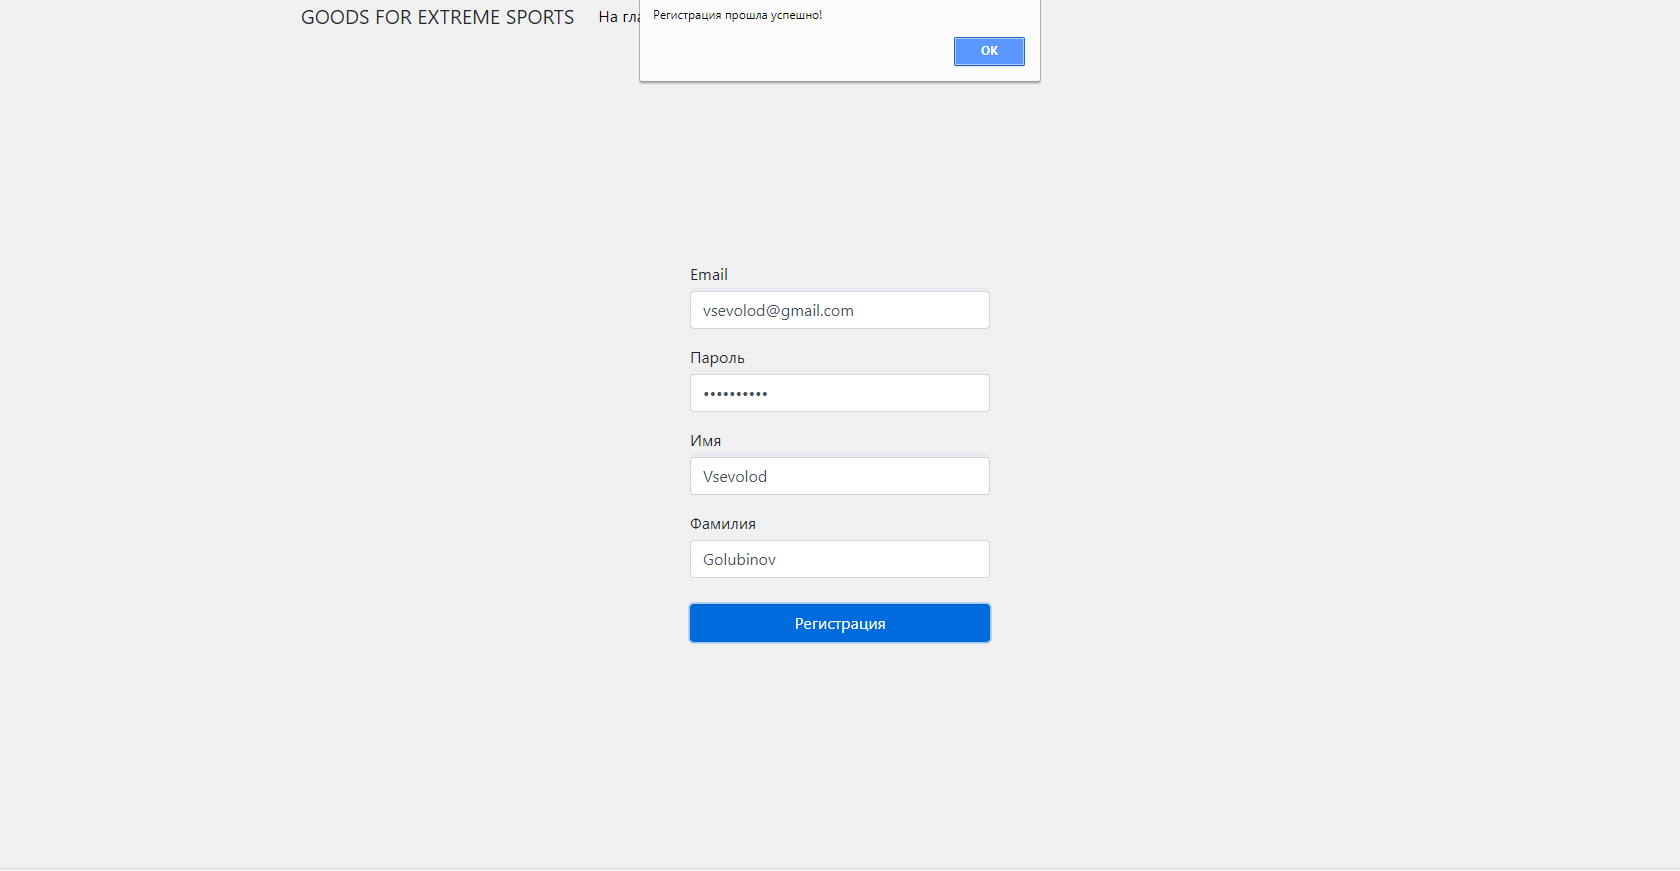 GOODS FOR EXTREME SPORTS
Регистрация прошла успешно!
OK
Email
vsevolod@gmail.com
Пароль
••••••••••
Имя
Vsevolod
Фамилия
Golubinov
Регистрация